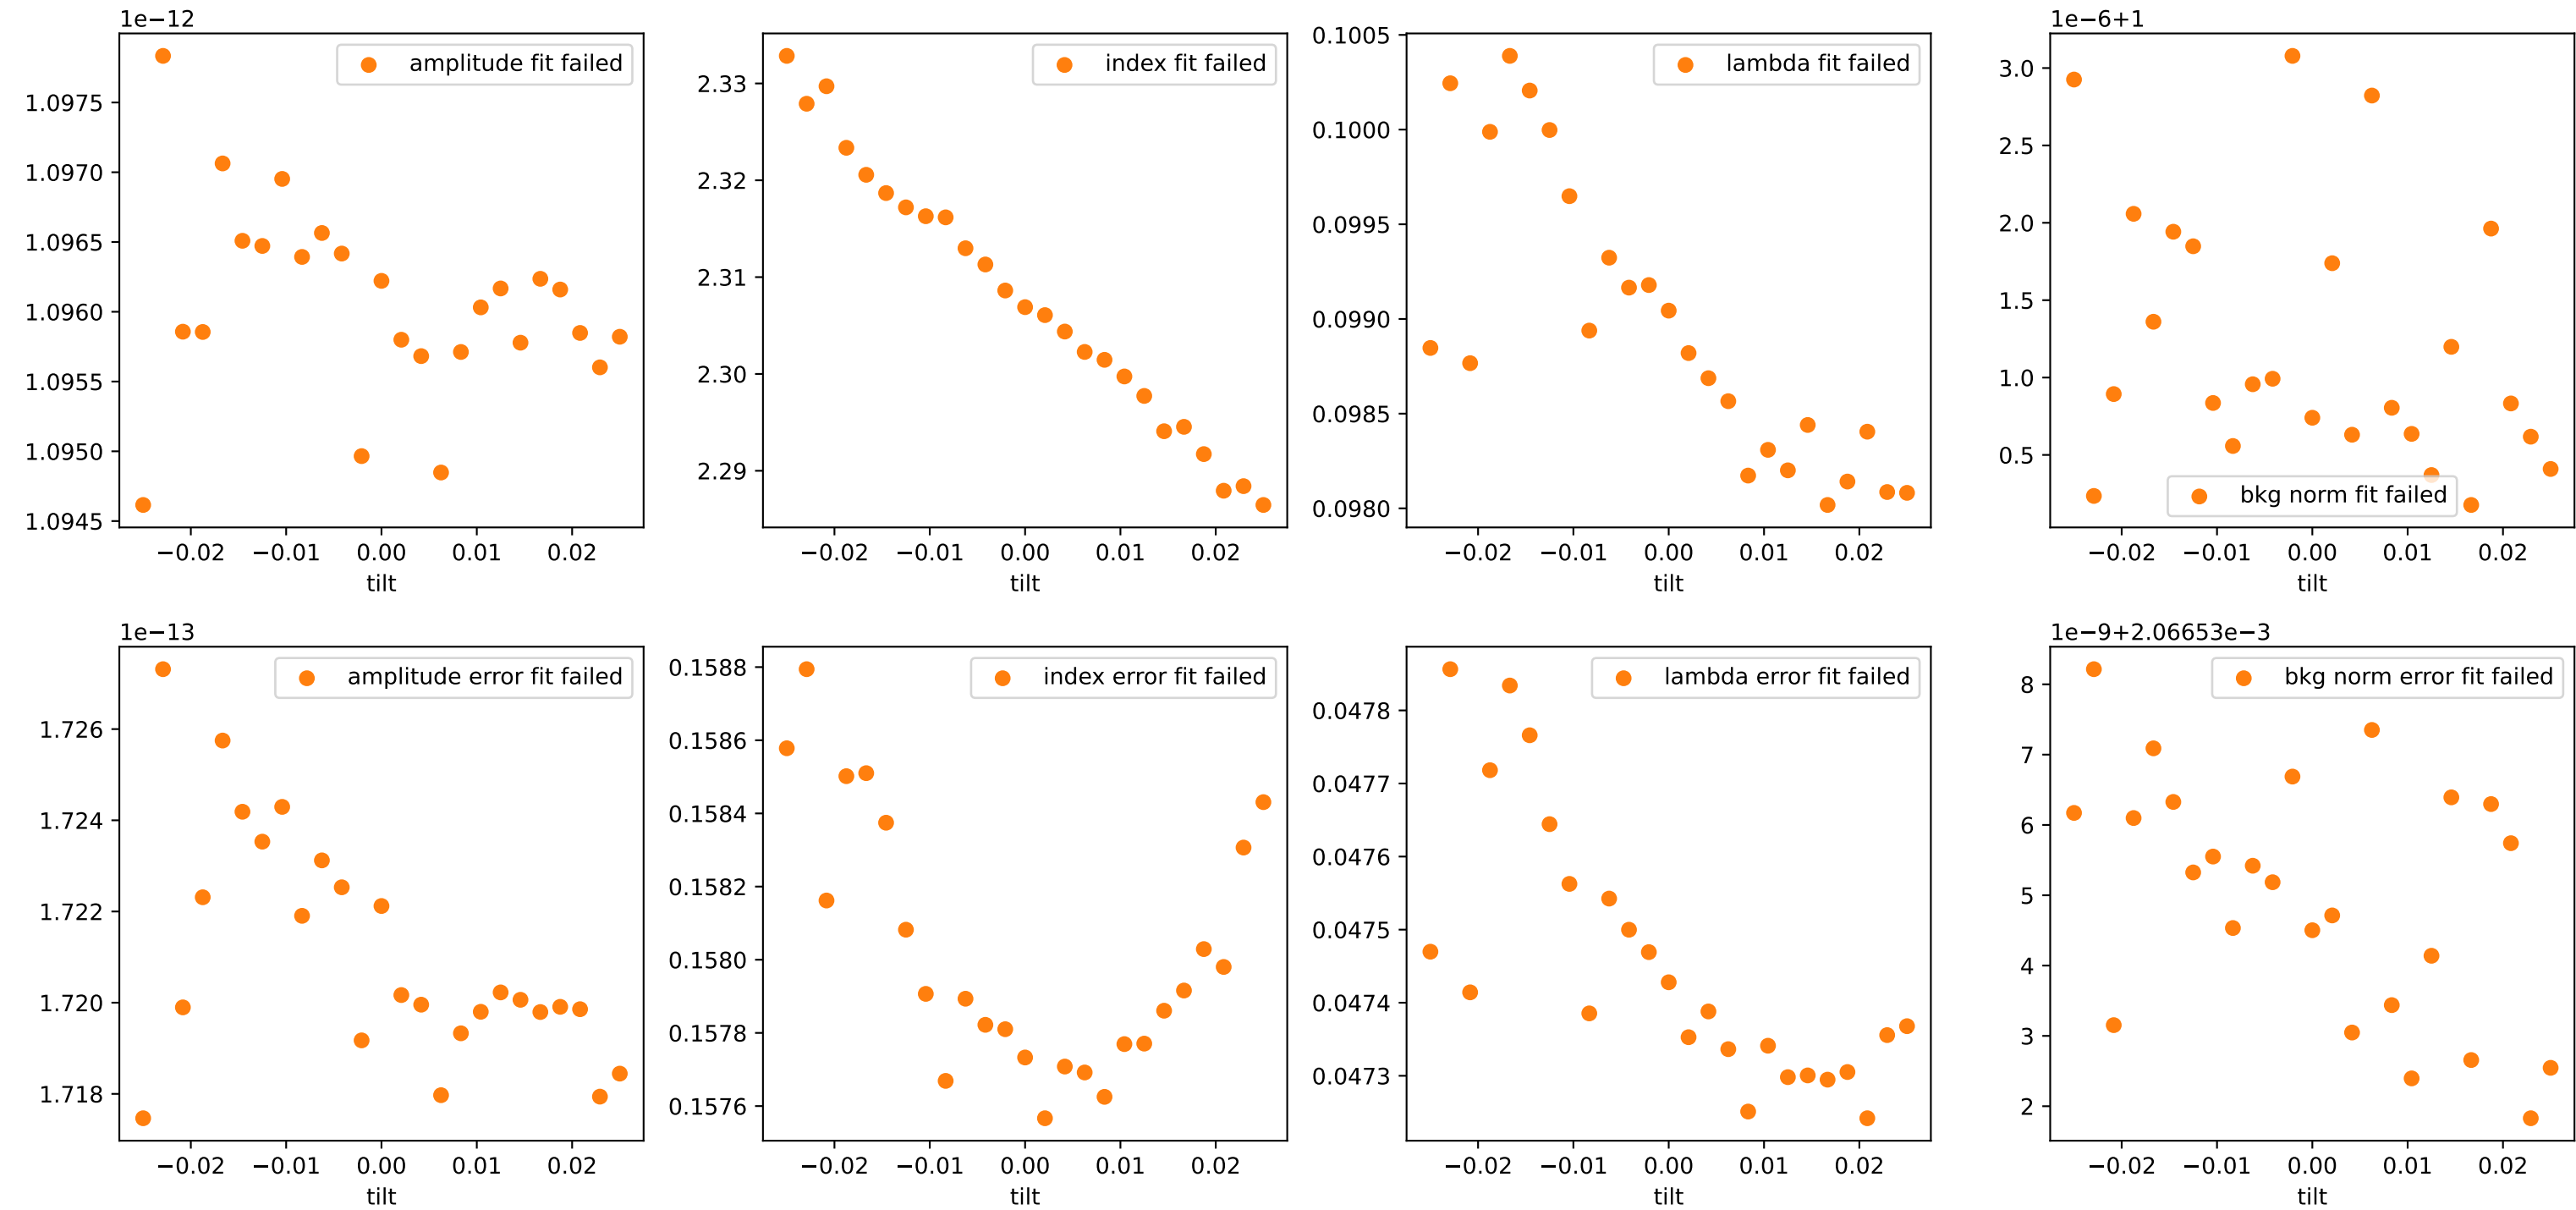 1e−12
amplitude fit failed
1.0975
1.0970
1.0965
1.0960
1.0955
1.0950
1.0945
−0.02 −0.01 0.00 0.01 0.02
tilt
index fit failed
2.33
2.32
2.31
2.30
2.29
−0.02 −0.01 0.00 0.01 0.02
tilt
lambda fit failed
0.1005
0.1000
0.0995
0.0990
0.0985
0.0980
−0.02 −0.01 0.00 0.01 0.02
tilt
1e−6+1
3.0
2.5
2.0
1.5
1.0
0.5
bkg norm fit failed
−0.02 −0.01 0.00 0.01 0.02
tilt
1e−13
amplitude error fit failed
1.726
1.724
1.722
1.720
1.718
−0.02 −0.01 0.00 0.01 0.02
tilt
index error fit failed
0.1588
0.1586
0.1584
0.1582
0.1580
0.1578
0.1576
−0.02 −0.01 0.00 0.01 0.02
tilt
lambda error fit failed
0.0478
0.0477
0.0476
0.0475
0.0474
0.0473
−0.02 −0.01 0.00 0.01 0.02
tilt
1e−9+2.06653e−3
bkg norm error fit failed
8
7
6
5
4
3
2
−0.02 −0.01 0.00 0.01 0.02
tilt